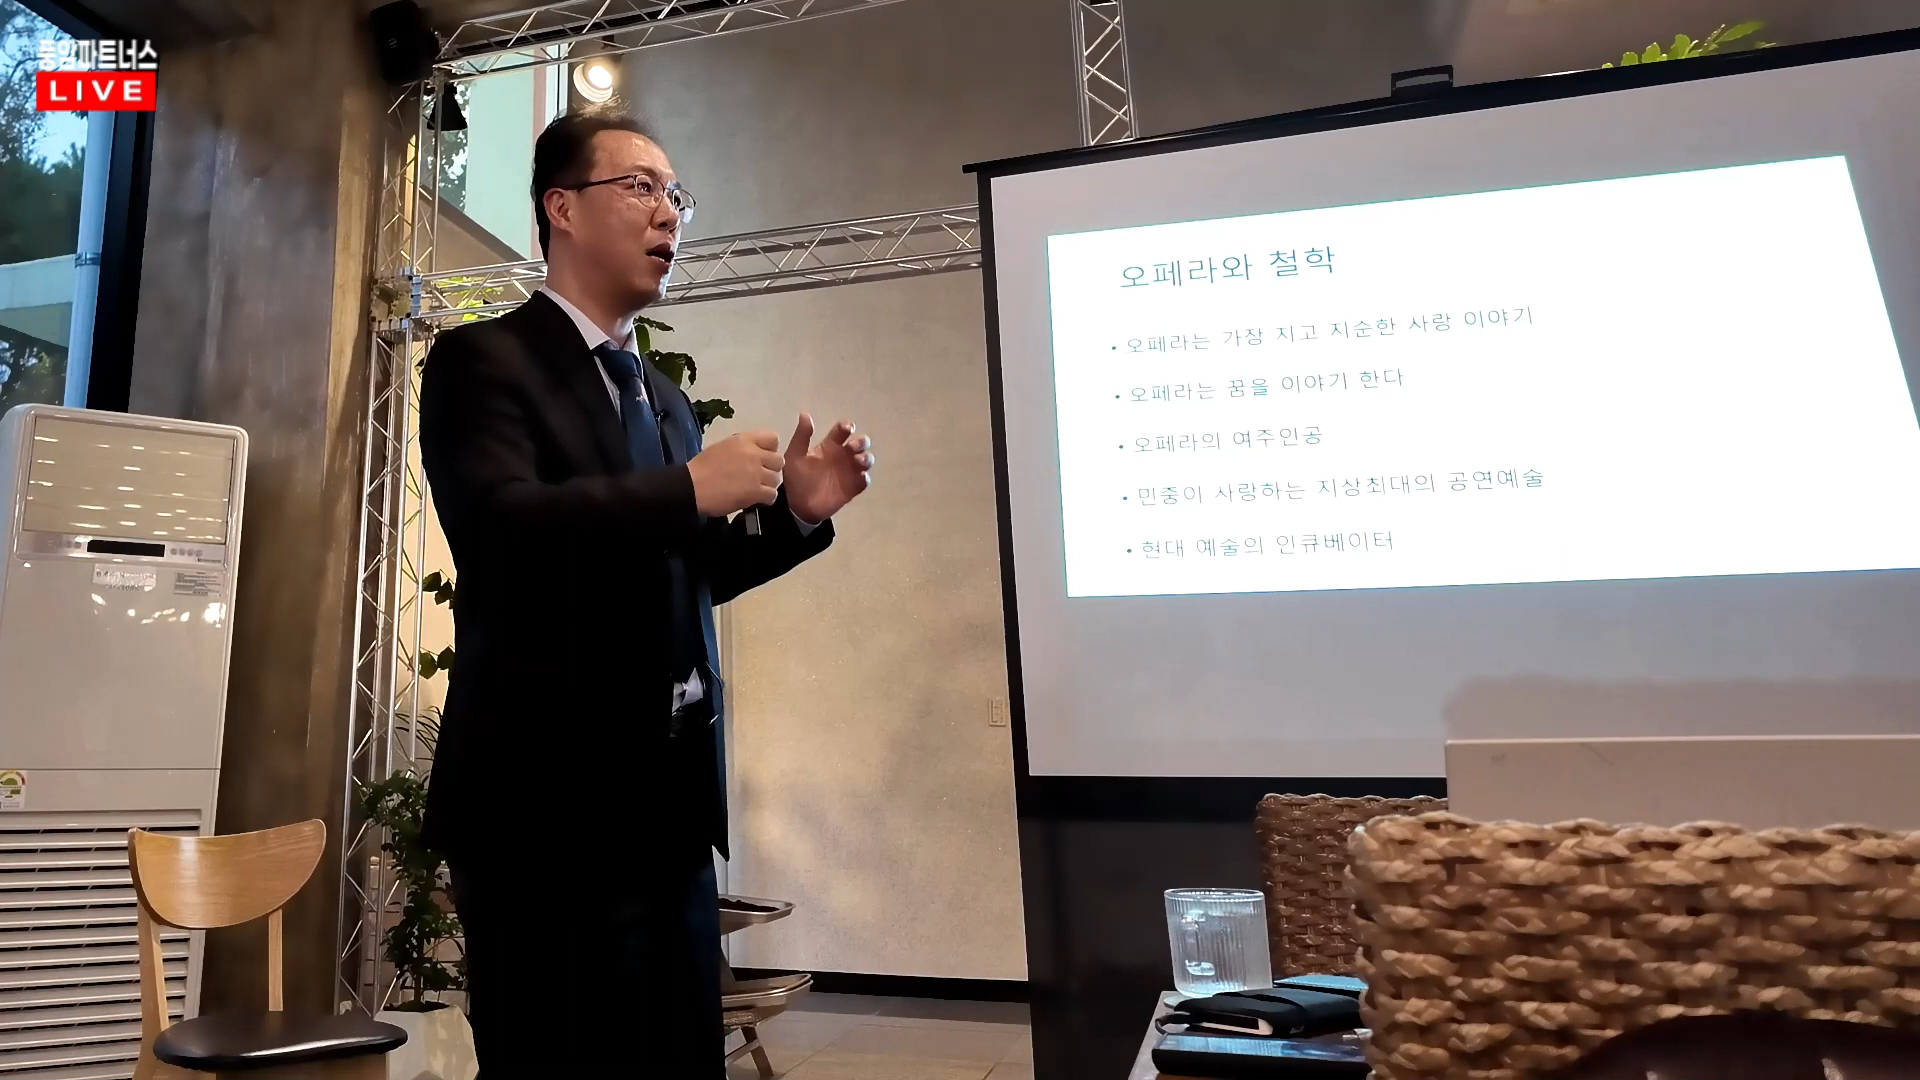 풍암파트너스
LIVE
오페라와 철학
• 오페라는 가장 지고 지순한 사랑 이야기
• 오페라는 꿈을 이야기 한다
• 오페라의 여주인공
• 민중이 사랑하는 지상최대의 공연예술
• 현대 예술의 인큐베이터